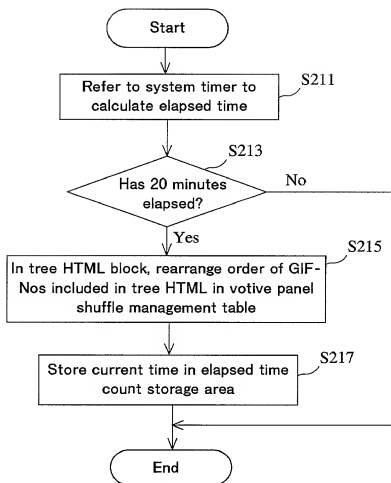 Start
Refer to system timer to
calculate elapsed time
S211
Has 20 minutes
elapsed?
S213
No
Yes
In tree HTML block, rearrange order of GIF-
Nos included in tree HTML in votive panel
shuffle management table
S215
Store current time in elapsed time
count storage area
S217
End